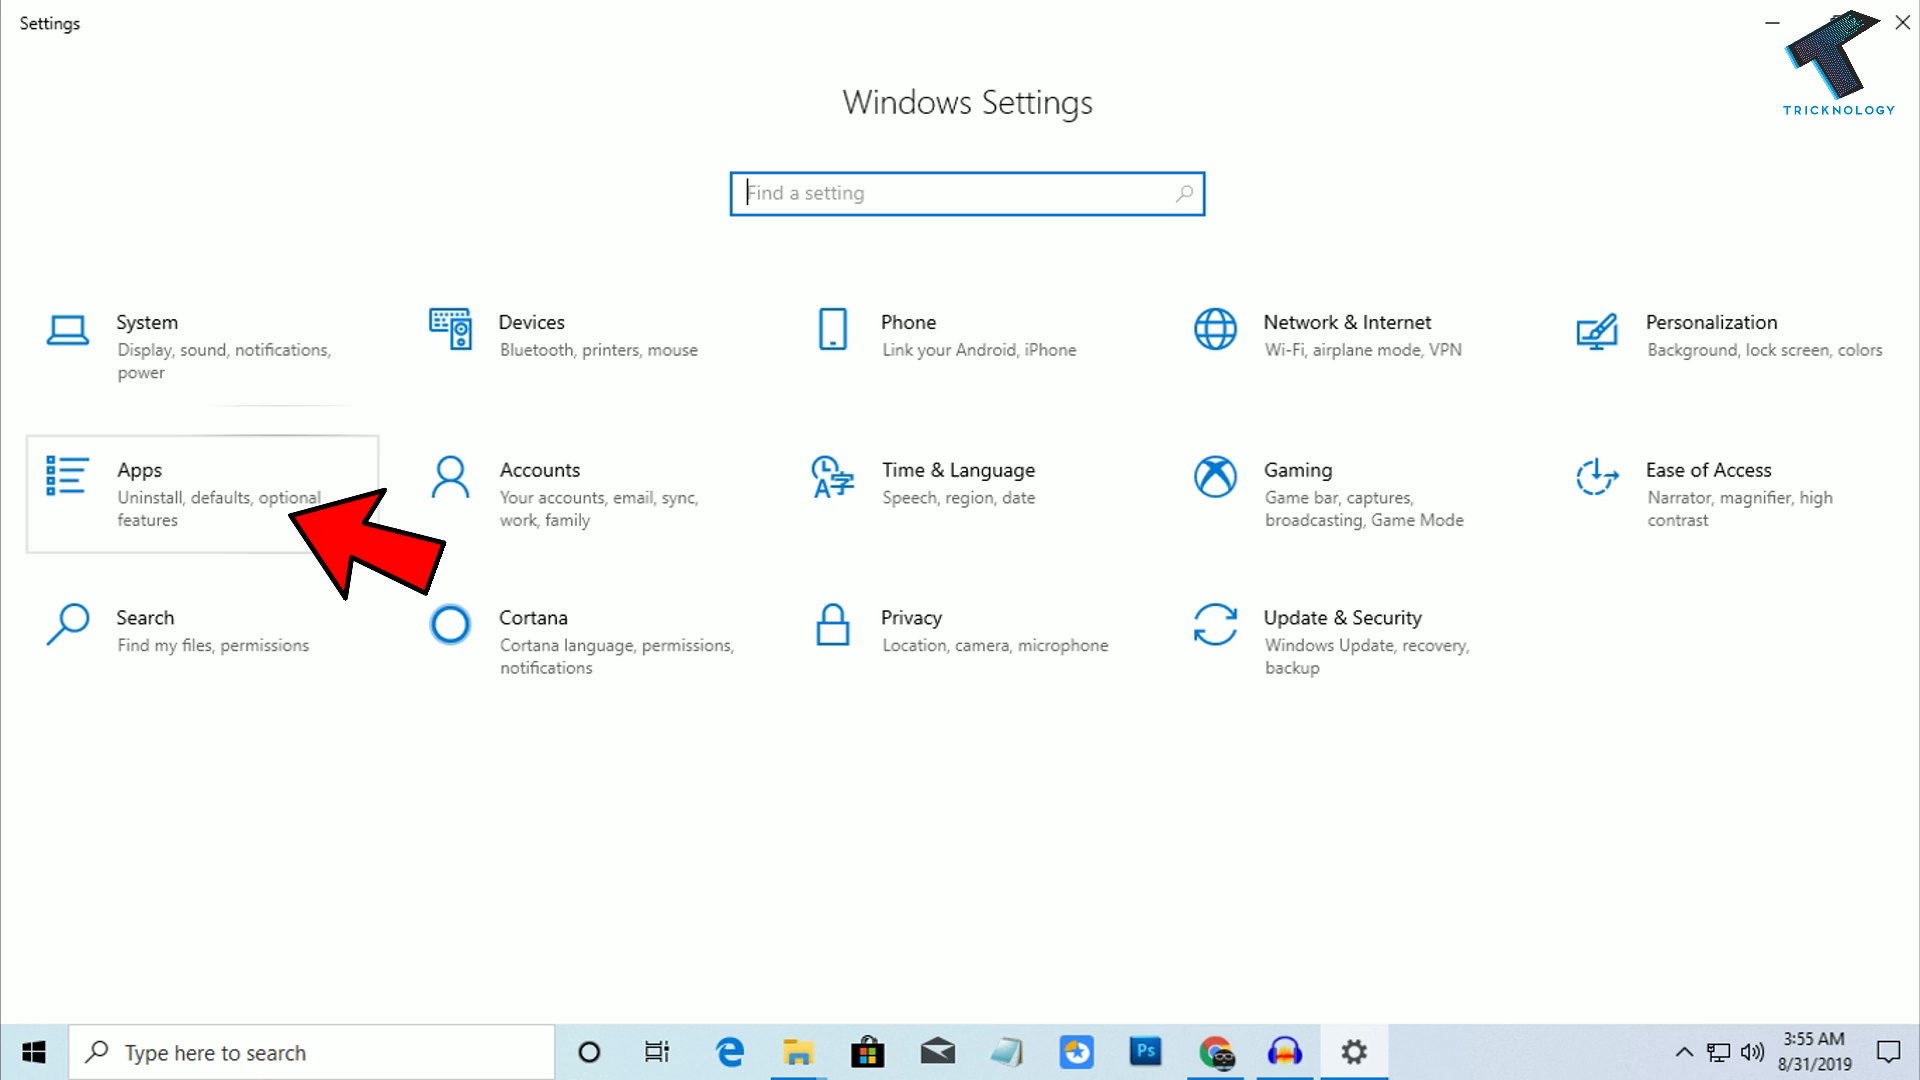 Settings
TRICKNOLOGY
Windows Settings
Find a setting
System
Display, sound, notifications,
power
Devices
Bluetooth, printers, mouse
Phone
Link your Android, iPhone
Network & Internet
Wi-Fi, airplane mode, VPN
Personalization
Background, lock screen, colors
Apps
Uninstall, defaults, optional
features
Accounts
Your accounts, email, sync,
work, family
Time & Language
Speech, region, date
Gaming
Game bar, captures,
broadcasting, Game Mode
Ease of Access
Narrator, magnifier, high
contrast
Search
Find my files, permissions
Cortana
Cortana language, permissions,
notifications
Privacy
Location, camera, microphone
Update & Security
Windows Update, recovery,
backup
Type here to search
Ps
3:55 AM
8/31/2019